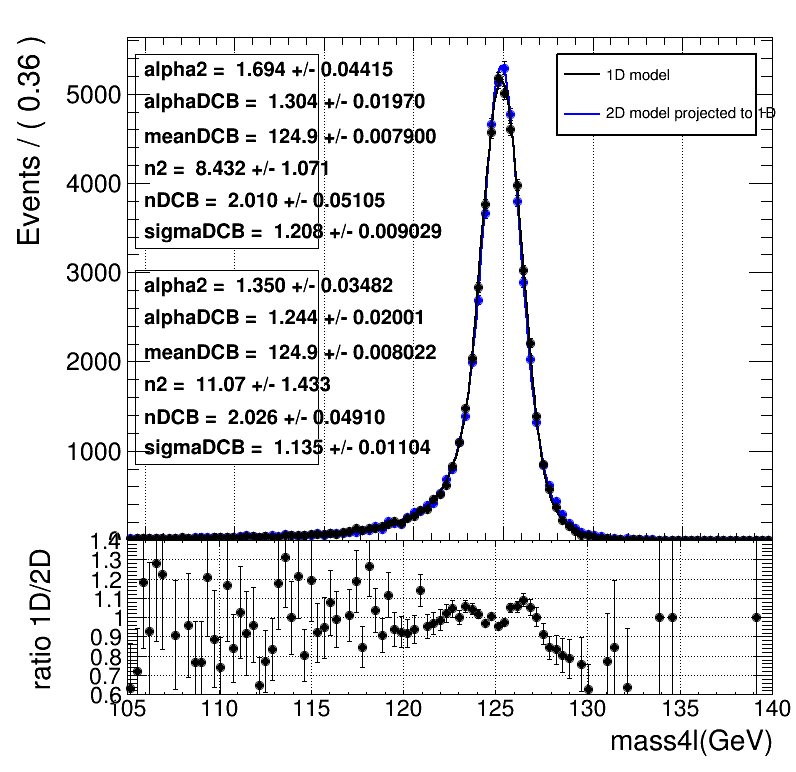 Events / ( 0.36 )
5000
4000
3000
2000
1000
alpha2 = 1.694 +/- 0.04415
alphaDCB = 1.304 +/- 0.01970
meanDCB = 124.9 +/- 0.007900
n2 = 8.432 +/- 1.071
nDCB = 2.010 +/- 0.05105
sigmaDCB = 1.208 +/- 0.009029
alpha2 = 1.350 +/- 0.03482
alphaDCB = 1.244 +/- 0.02001
meanDCB = 124.9 +/- 0.008022
n2 = 11.07 +/- 1.433
nDCB = 2.026 +/- 0.04910
sigmaDCB = 1.135 +/- 0.01104
1D model
2D model projected to 1D
ratio 1D/2D
1.4
1.3
1.2
1.1
1
0.9
0.8
0.7
0.6
105 110 115 120 125 130 135 140
mass4l(GeV)